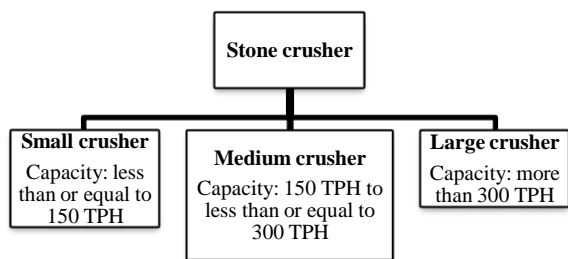 Stone crusher
Small crusher
Capacity: less
than or equal to
150 TPH
Medium crusher
Capacity: 150 TPH to
less than or equal to
300 TPH
Large crusher
Capacity: more
than 300 TPH